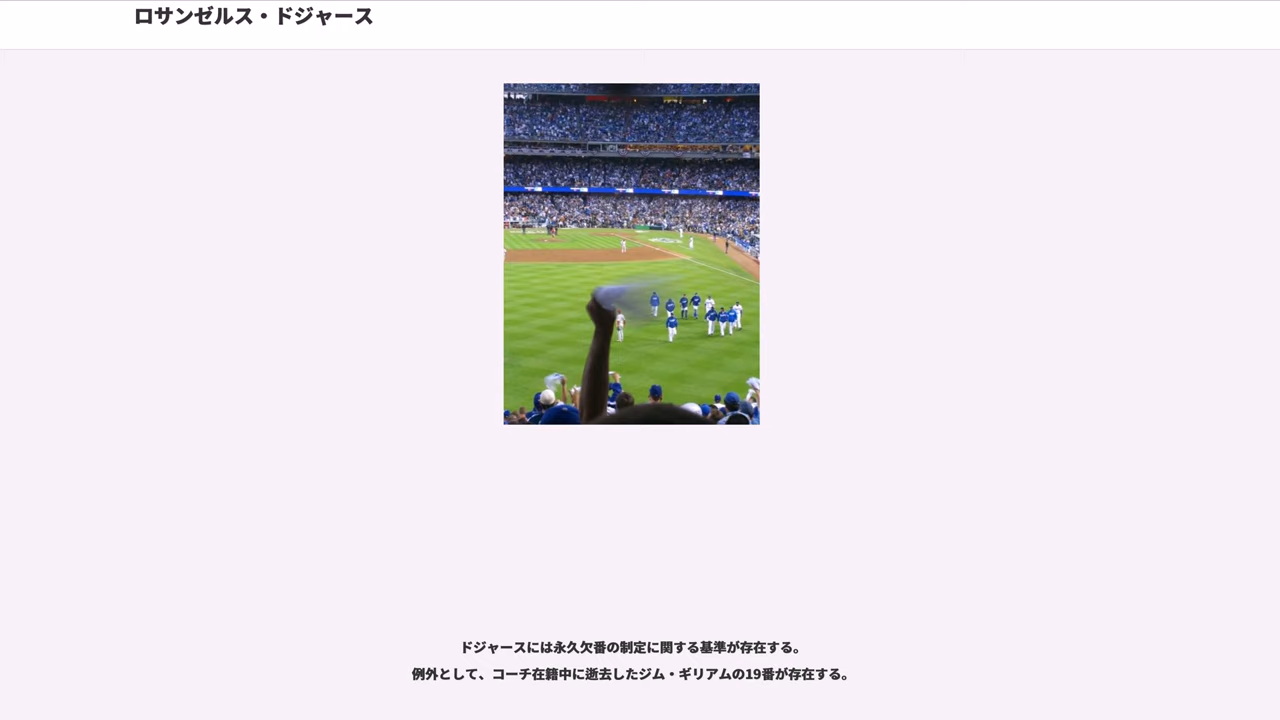 ロサンゼルス・ドジャース
ドジャースには永久欠番の制定に関する基準が存在する。
例外として、コーチ在籍中に逝去したジム・ギリアムの19番が存在する。